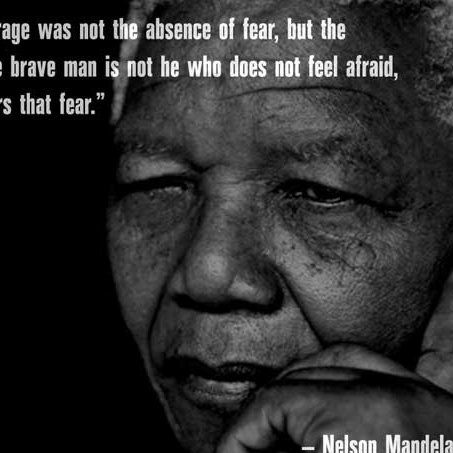 rage was not the absence of fear, but the
brave man is not he who does not feel afraid,
rs that fear.”
– Nelson Mandela